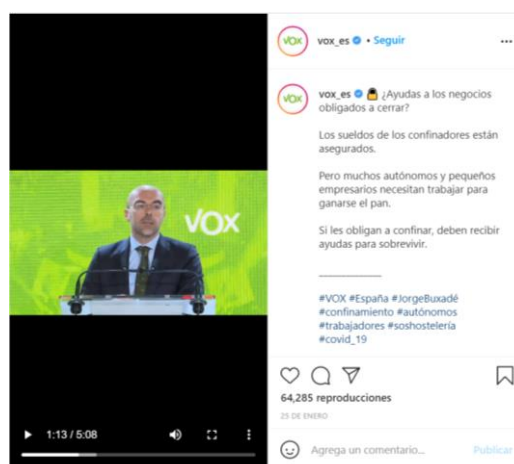 VOX
vox_es • Seguir
vox_es ¿Ayudas a los negocios
obligados a cerrar?
Los sueldos de los confinadores están
asegurados.
Pero muchos autónomos y pequeños
empresarios necesitan trabajar para
ganarse el pan.
Si les obligan a confinar, deben recibir
ayudas para sobrevivir.
#VOX #España #JorgeBuxadé
#confinamiento #autónomos
#trabajadores #soshostelería
#covid_19
64,285 reproducciones
25 DE ENERO
Agrega un comentario... Publicar
VOX
VOX
1:13 / 5:08